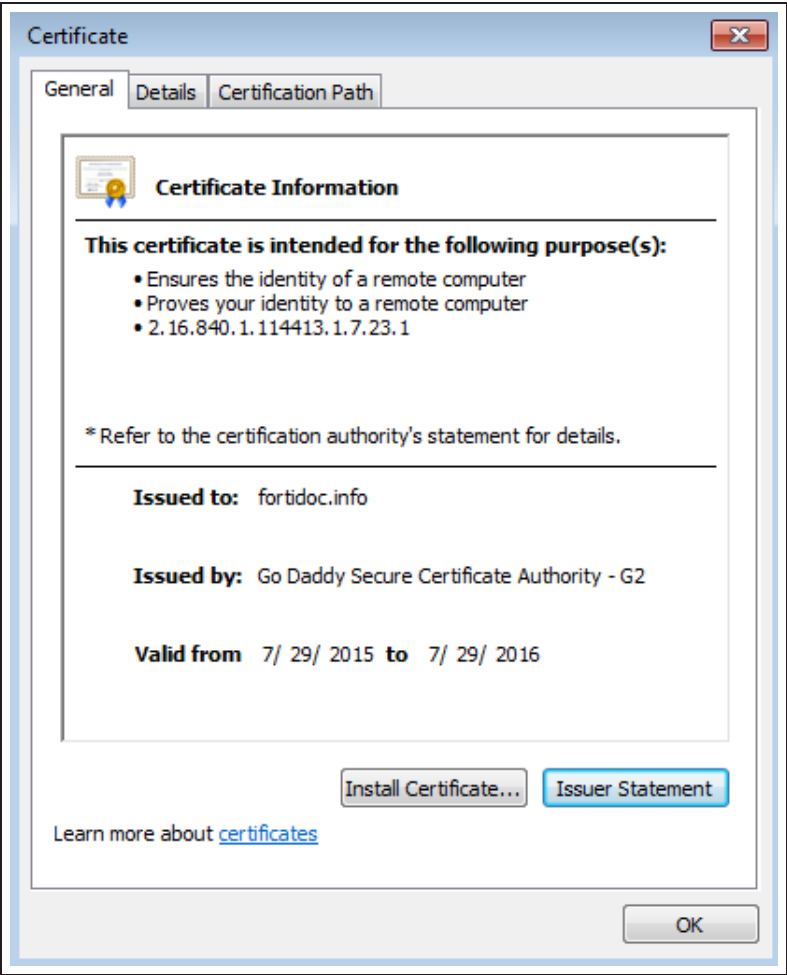 Certificate
General Details Certification Path
Certificate Information
This certificate is intended for the following purpose(s):
• Ensures the identity of a remote computer
• Proves your identity to a remote computer
• 2.16.840.1.114413.1.7.23.1
* Refer to the certification authority's statement for details.
Issued to: fortidoc.info
Issued by: Go Daddy Secure Certificate Authority - G2
Valid from 7/ 29/ 2015 to 7/ 29/ 2016
Install Certificate... Issuer Statement
Learn more about certificates
OK